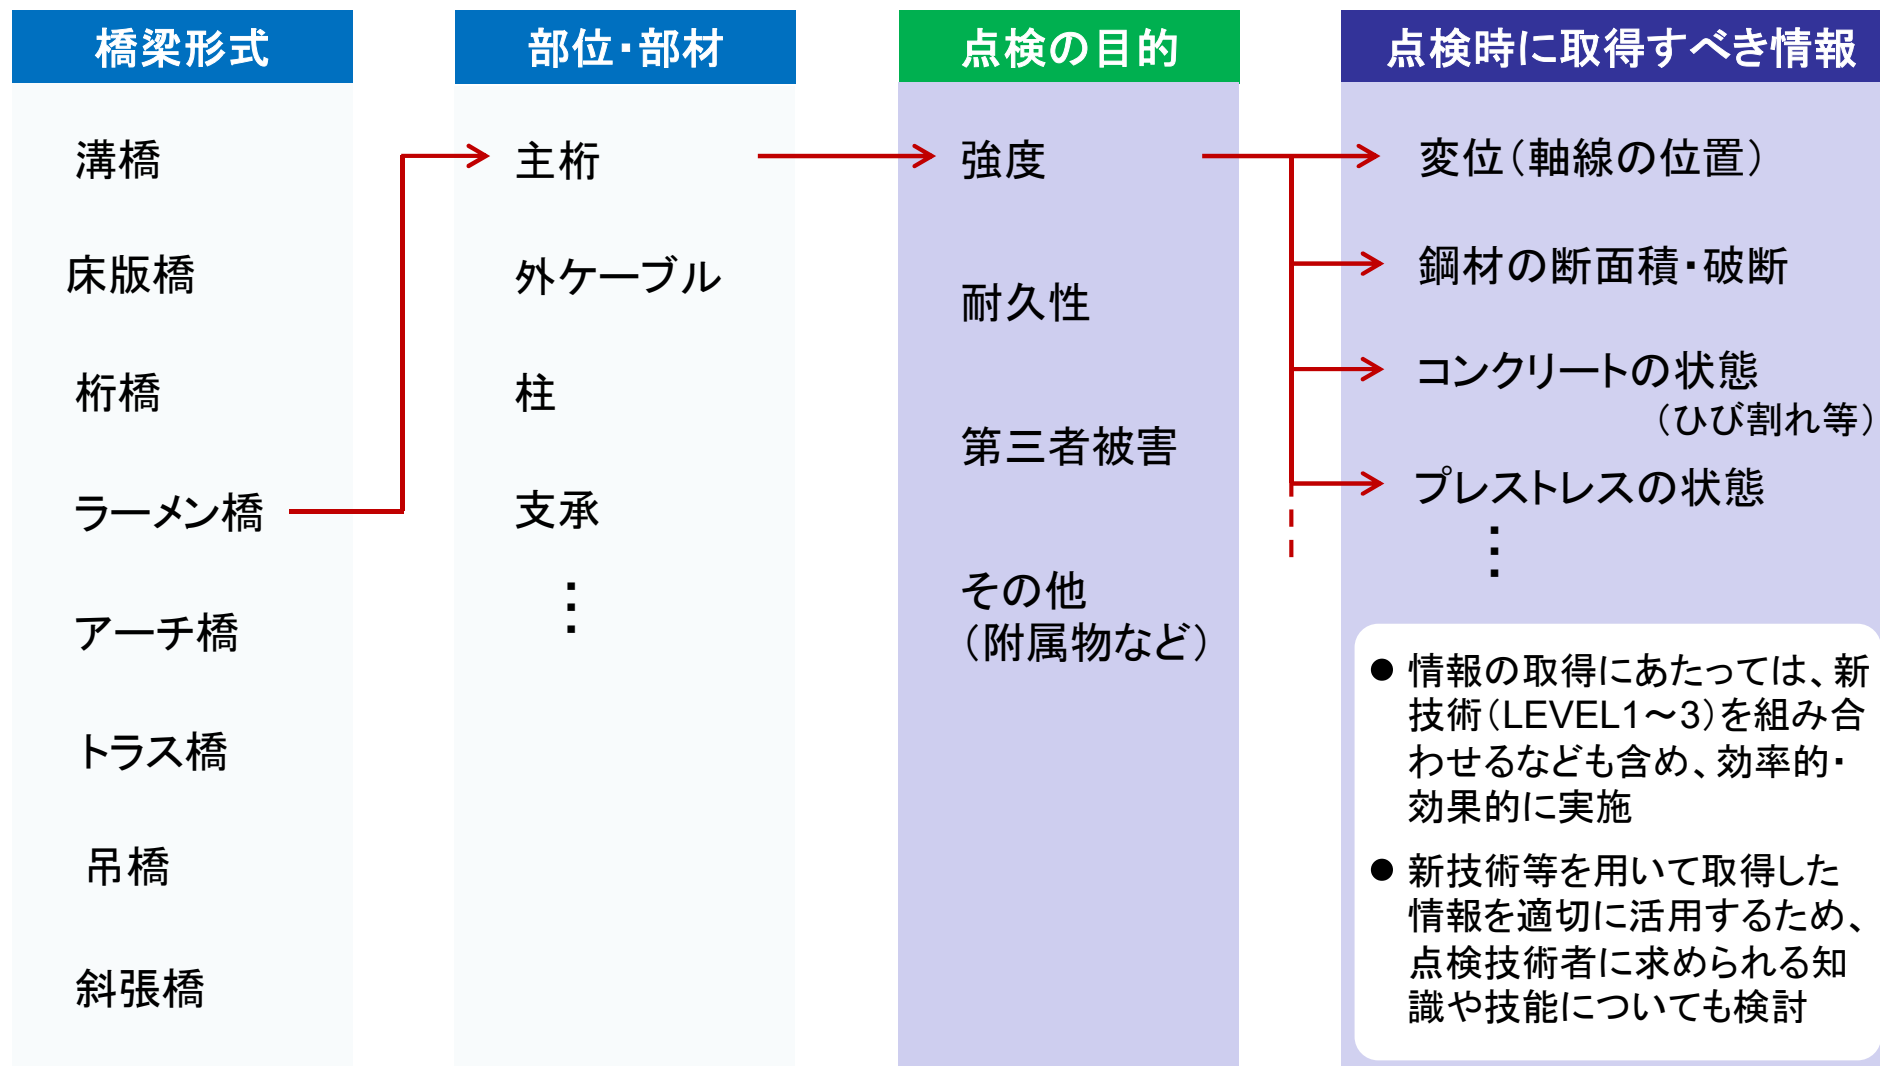 橋梁形式
溝橋
床版橋
桁橋
ラーメン橋
アーチ橋
トラス橋
吊橋
斜張橋
部位・部材
主桁
外ケーブル
柱
支承
⋮
点検の目的
強度
耐久性
第三者被害
その他
（附属物など）
点検時に取得すべき情報
変位（軸線の位置）
鋼材の断面積・破断
コンクリートの状態
（ひび割れ等）
プレストレスの状態
⋮
● 情報の取得にあたっては、新
技術（LEVEL1～3）を組み合
わせるなども含め、効率的・
効果的に実施
● 新技術等を用いて取得した
情報を適切に活用するため、
点検技術者に求められる知
識や技能についても検討